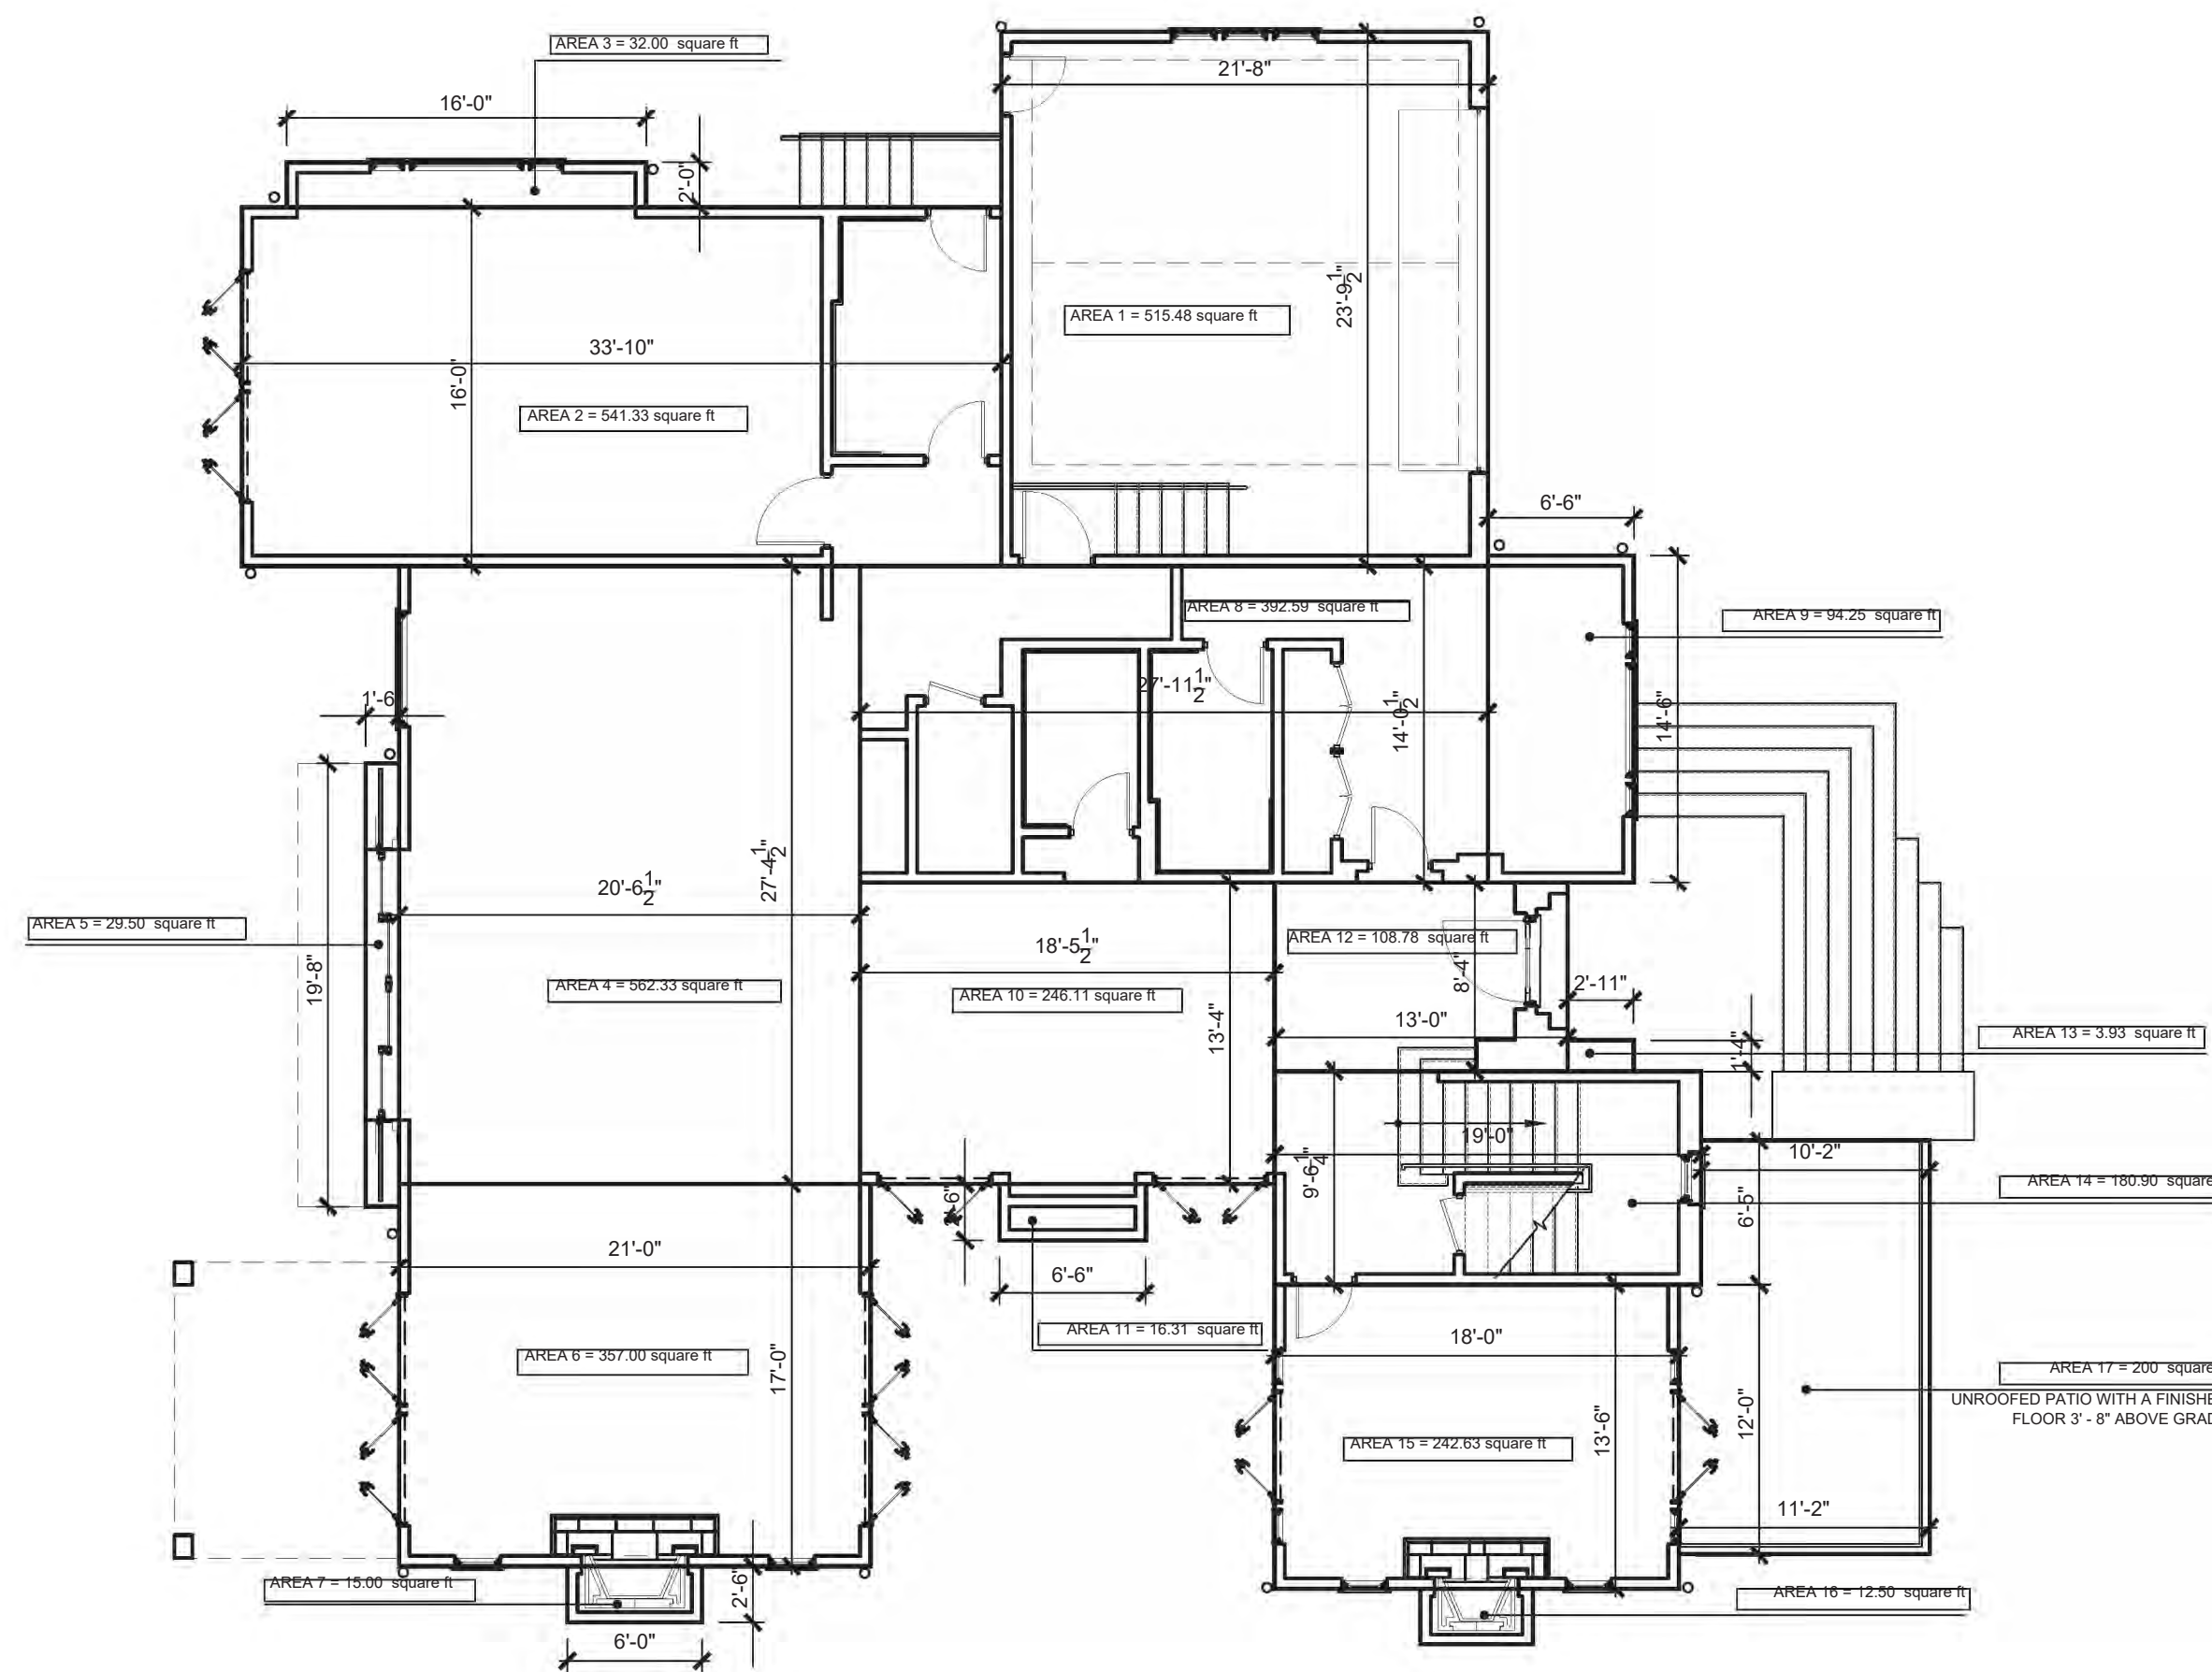 AREA 3 = 32.00 square ft
21'-8"
16'-0"
2'-0"
23'-9 1/2"
AREA 1 = 515.48 square ft
33'-10"
16'-0"
AREA 2 = 541.33 square ft
6'-6"
AREA 8 = 392.59 square ft
AREA 9 = 94.25 square ft
1'-6
27'-11 1/2"
14'-0 1/2"
14'-6"
20'-6 1/2"
27'-4 1/2"
AREA 5 = 29.50 square ft
19'-8"
18'-5 1/2"
AREA 12 = 108.78 square ft
8'-4"
2'-11"
AREA 4 = 562.33 square ft
AREA 10 = 246.11 square ft
13'-4"
13'-0"
AREA 13 = 3.93 square ft
1'-4"
19'-0"
9'-6 1/4
10'-2"
AREA 14 = 180.90 square
6'-5"
21'-0"
6'-6"
AREA 11 = 16.31 square ft
18'-0"
AREA 6 = 357.00 square ft
17'-0"
AREA 17 = 200 square
UNROOFED PATIO WITH A FINISHE
FLOOR 3' - 8" ABOVE GRAD
12'-0"
AREA 15 = 242.63 square ft
13'-6"
11'-2"
AREA 7 = 15.00 square ft
2'-6"
AREA 16 = 12.50 square ft
6'-0"